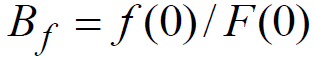 B_f = f(0) / F(0)